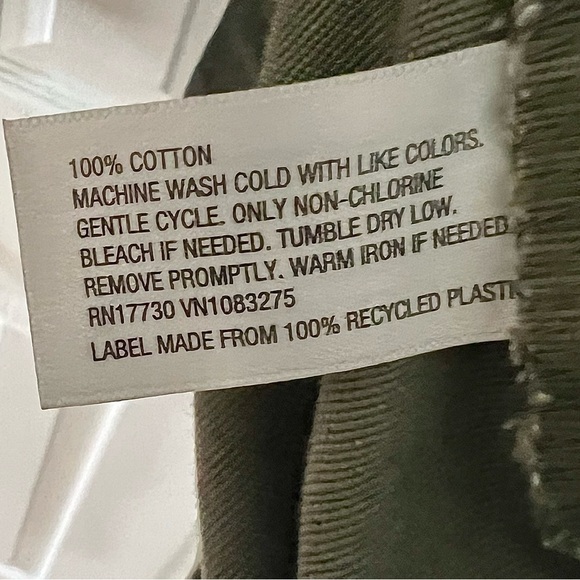 100% COTTON
MACHINE WASH COLD WITH LIKE COLORS.
GENTLE CYCLE. ONLY NON-CHLORINE
BLEACH IF NEEDED. TUMBLE DRY LOW.
REMOVE PROMPTLY. WARM IRON IF NEEDED
RN17730 VN1083275
LABEL MADE FROM 100% RECYCLED PLASTI